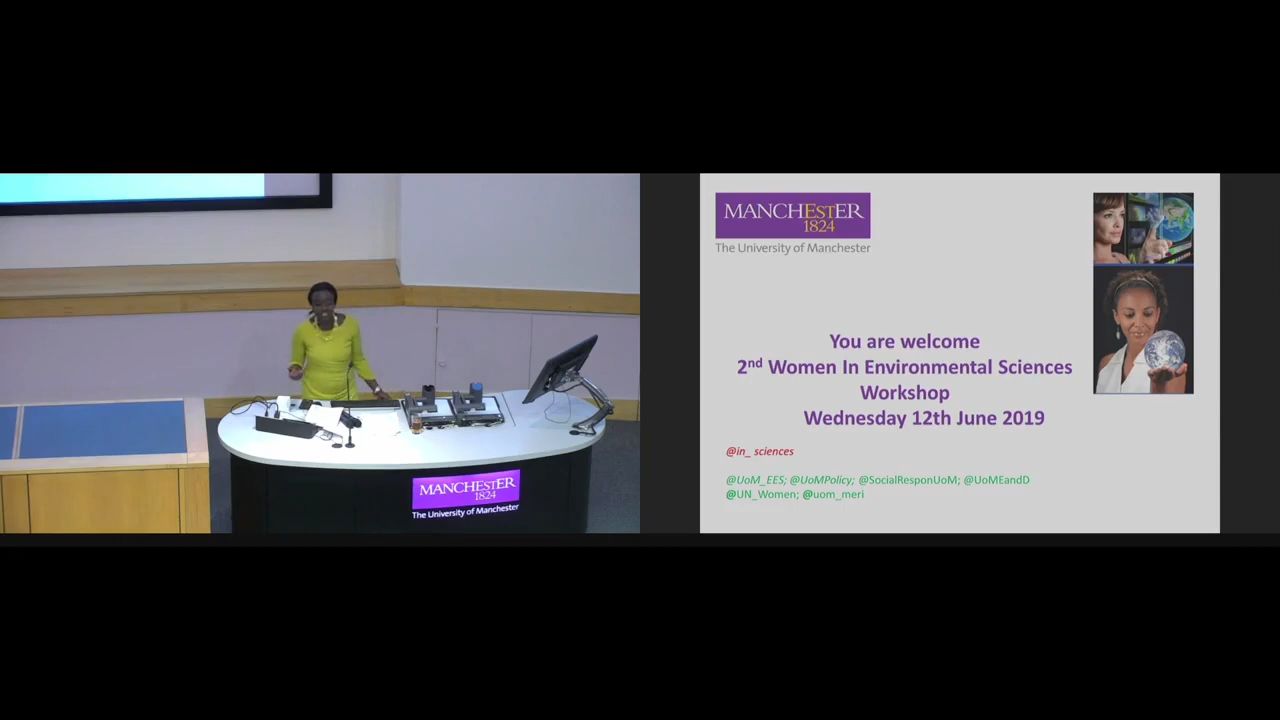 MANCHEstER
1824
The University of Manchester
MANCHEstER
1824
The University of Manchester
You are welcome
2nd Women In Environmental Sciences
Workshop
Wednesday 12th June 2019
@in_ sciences
@UoM_EES; @UoMPolicy; @SocialResponUoM; @UoMEandD
@UN_Women; @uom_meri